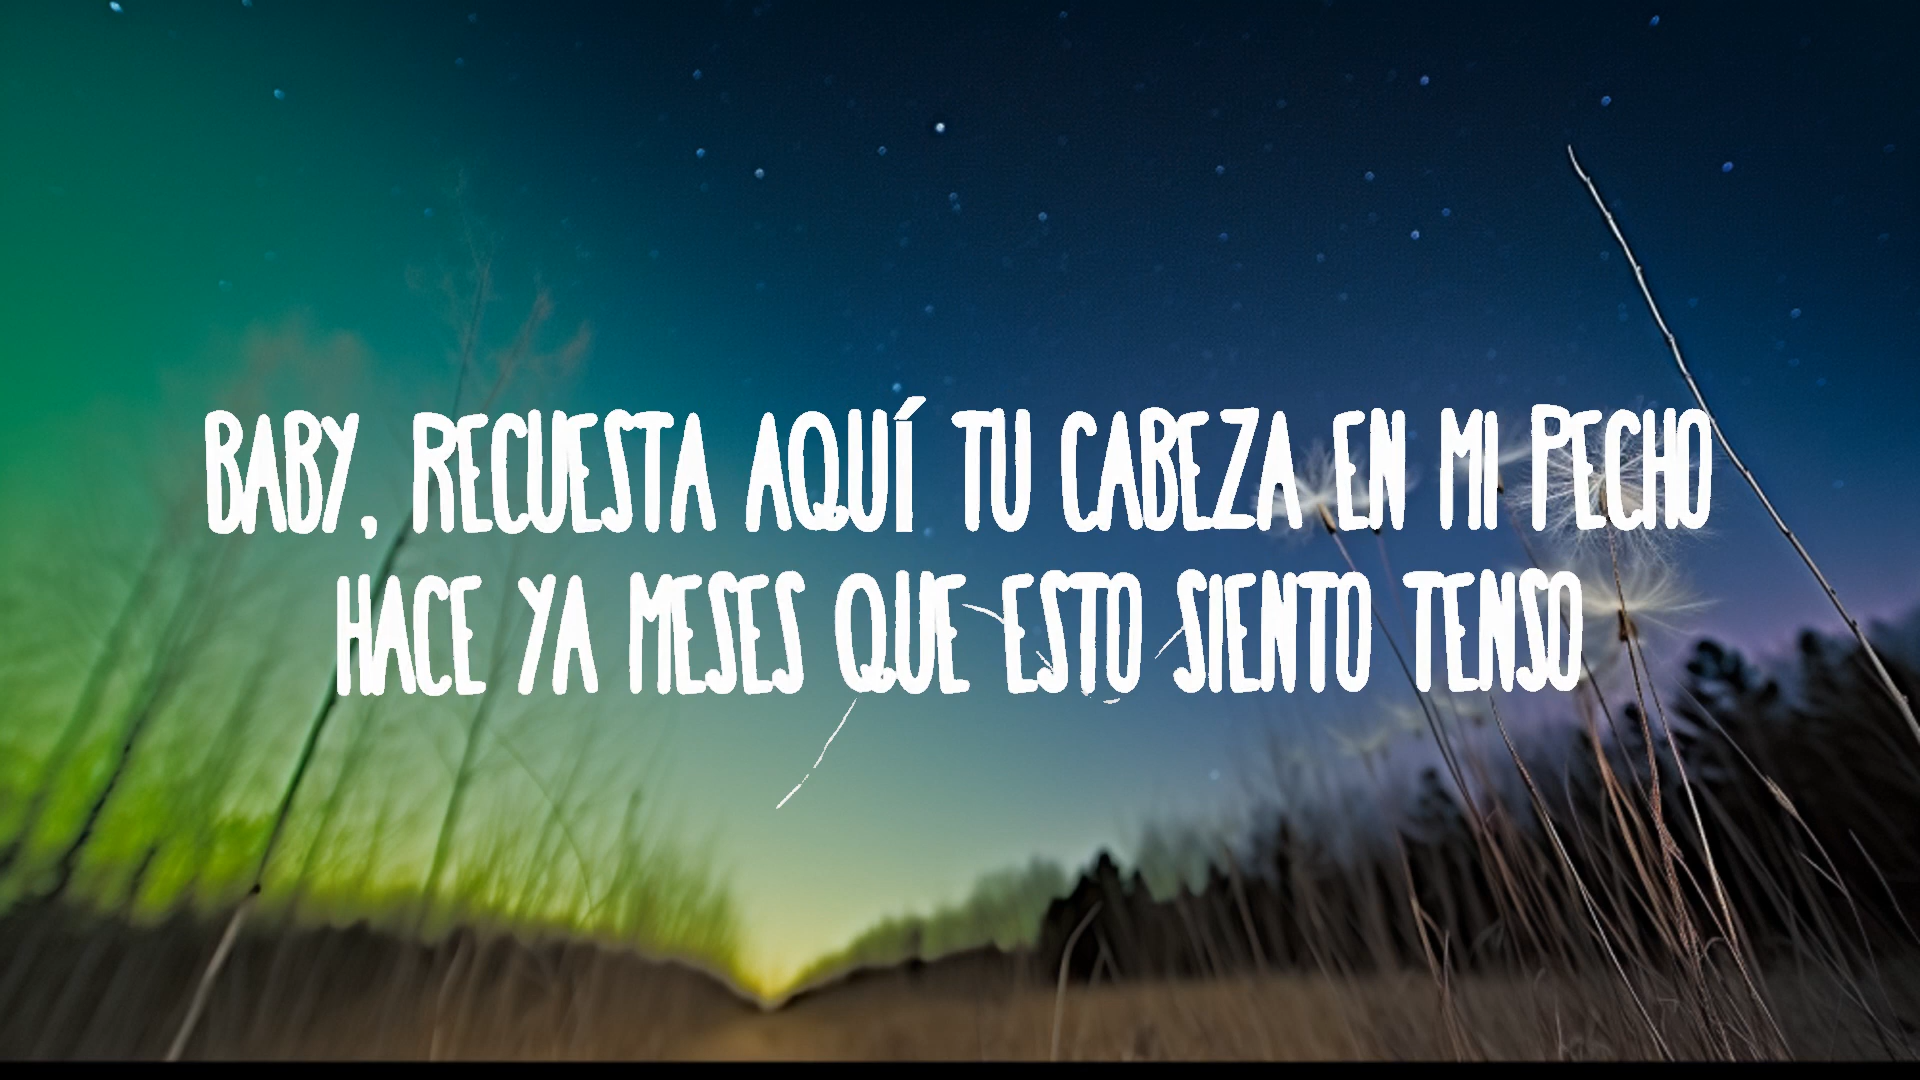 BABY, RECUESTA AQUÍ TU CABEZA EN MI PECHO
HACE YA MESES QUE ESTO SIENTO TENSO